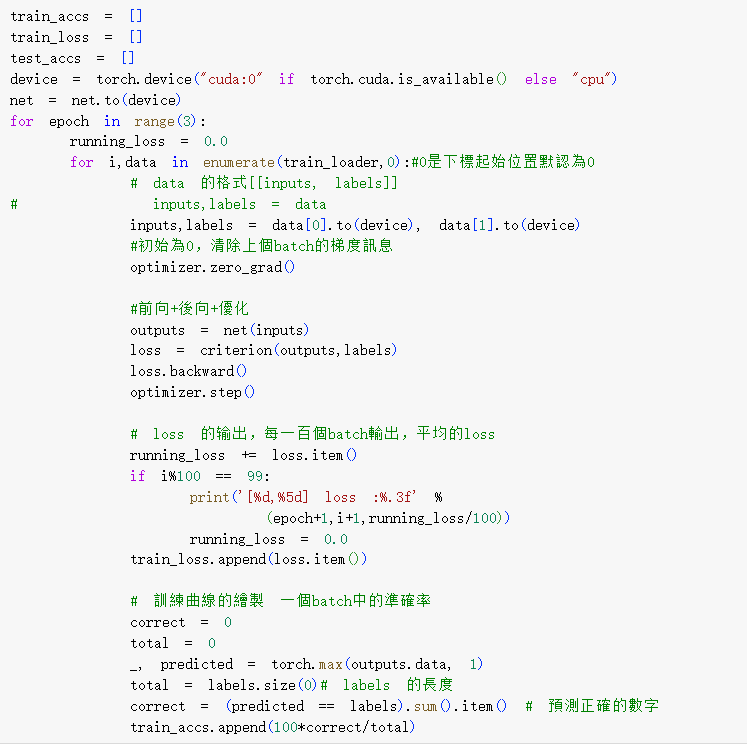 train_accs = []
train_loss = []
test_accs = []
device = torch.device("cuda:0" if torch.cuda.is_available() else "cpu")
net = net.to(device)
for epoch in range(3):
    running_loss = 0.0
    for i,data in enumerate(train_loader,0):#0是下標起始位置默認為0
        # data 的格式[[inputs, labels]]
#         inputs,labels = data
        inputs,labels = data[0].to(device), data[1].to(device)
        #初始為0，清除上個batch的梯度訊息
        optimizer.zero_grad()

        #前向+後向+優化
        outputs = net(inputs)
        loss = criterion(outputs,labels)
        loss.backward()
        optimizer.step()

        # loss 的输出，每一百個batch輸出，平均的loss
        running_loss += loss.item()
        if i%100 == 99:
            print('[%d,%5d] loss :%.3f' %
                 (epoch+1,i+1,running_loss/100))
            running_loss = 0.0
        train_loss.append(loss.item())

        # 訓練曲線的繪製 一個batch中的準確率
        correct = 0
        total = 0
        _, predicted = torch.max(outputs.data, 1)
        total = labels.size(0)# labels 的長度
        correct = (predicted == labels).sum().item() # 預測正確的數字
        train_accs.append(100*correct/total)